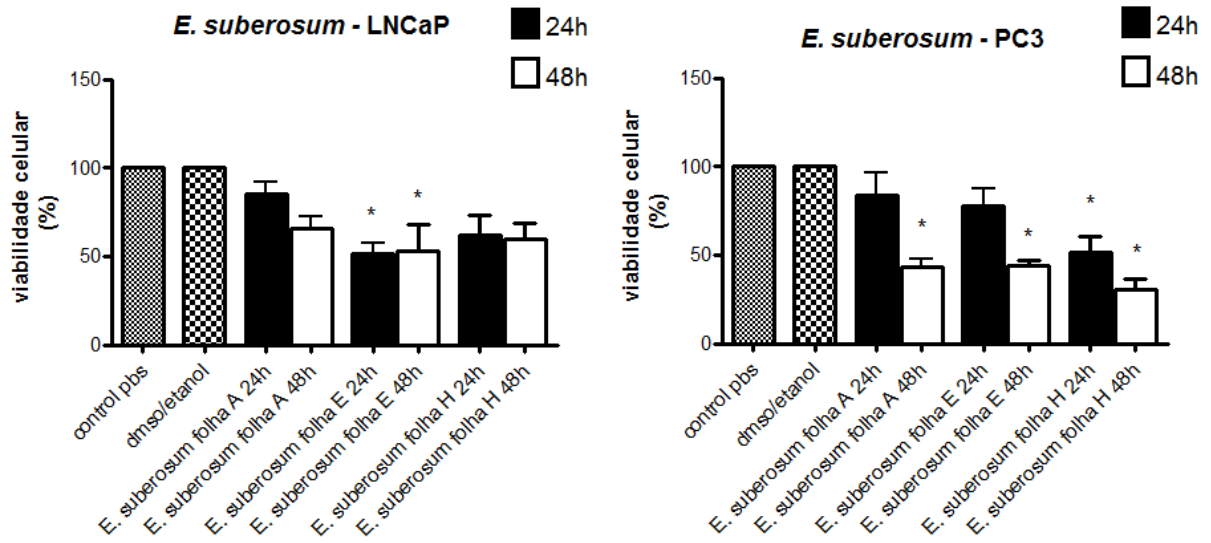 E. suberosum - LNCaP
24h
48h
150
100
50
0
viabilidade celular
(%)
control pbs
dmso/etanol
E. suberosum folha A 24h
E. suberosum folha A 48h
E. suberosum folha E 24h
E. suberosum folha E 48h
E. suberosum folha H 24h
E. suberosum folha H 48h
* *
E. suberosum - PC3
24h
48h
150
100
50
0
viabilidade celular
(%)
control pbs
dmso/etanol
E. suberosum folha A 24h
E. suberosum folha A 48h
E. suberosum folha E 24h
E. suberosum folha E 48h
E. suberosum folha H 24h
E. suberosum folha H 48h
* * * *